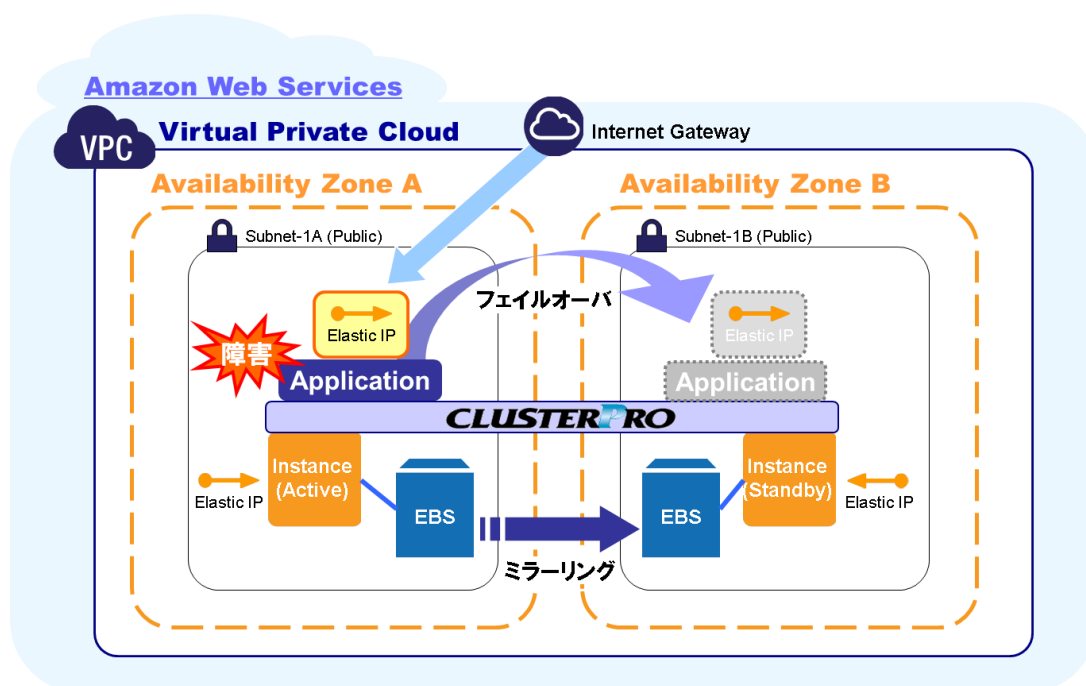 Amazon Web Services
VPC
Virtual Private Cloud
Internet Gateway
Availability Zone A
Availability Zone B
Subnet-1A (Public)
Subnet-1B (Public)
フェイルオーバ
Elastic IP
Elastic IP
障害
Application
Application
CLUSTERPRO
Instance
(Active)
Instance
(Standby)
Elastic IP
EBS
EBS
Elastic IP
ミラーリング